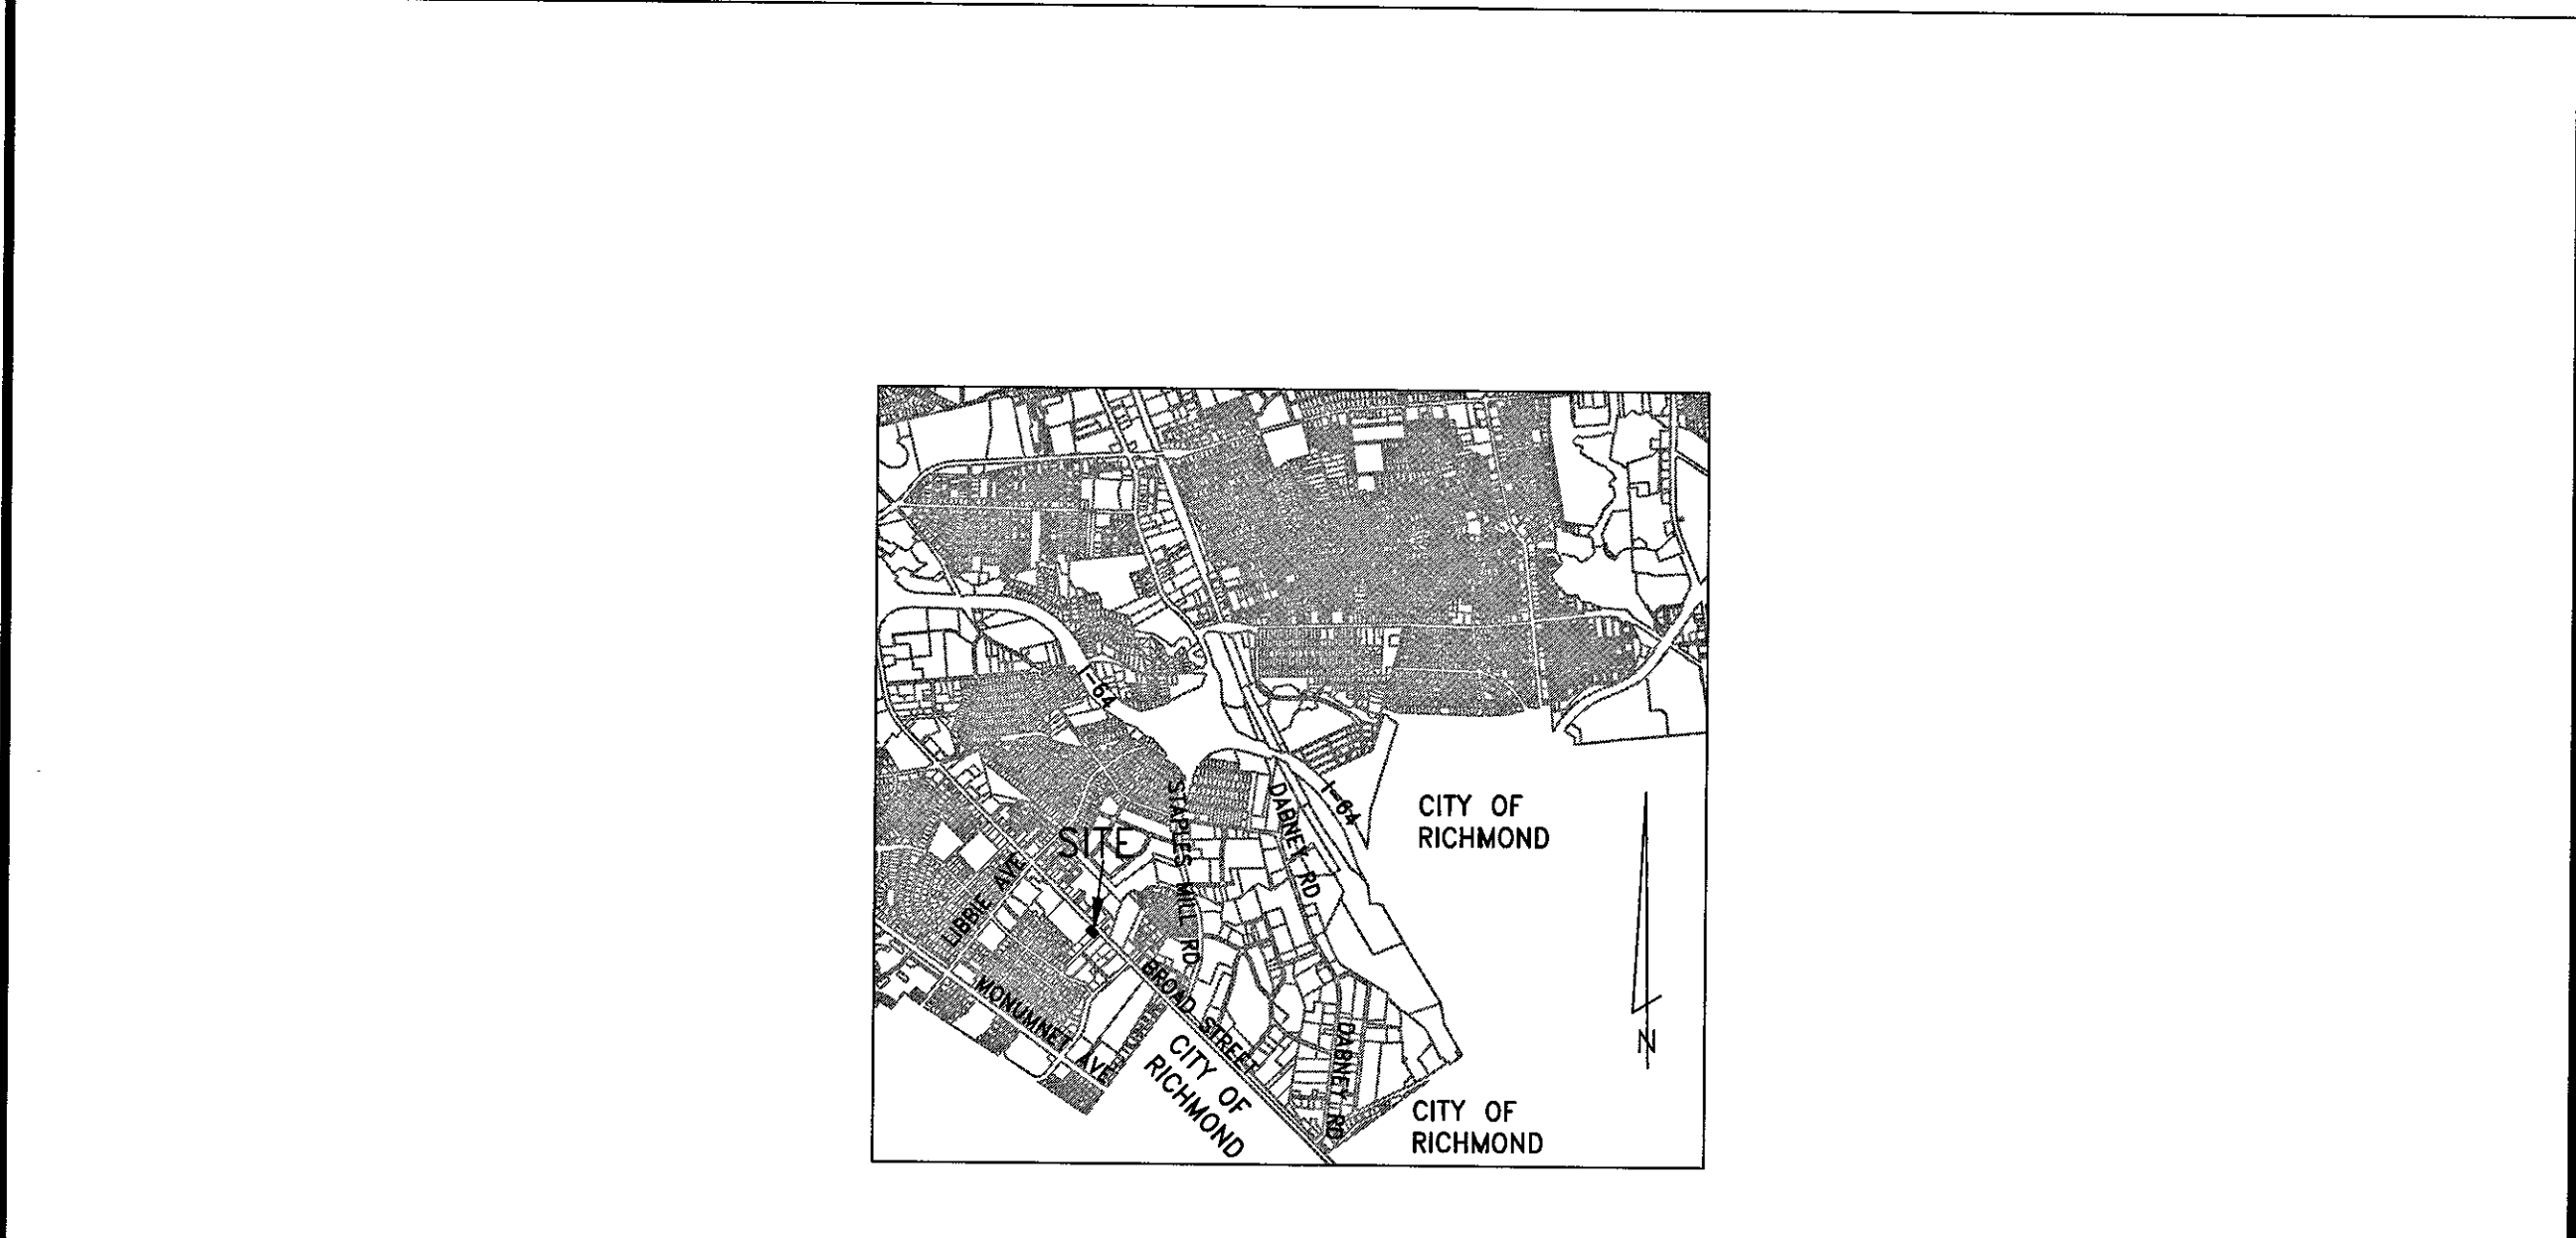 I-64
STAPLES MILL RD
DABNEY RD
I-64
CITY OF
RICHMOND
SITE
LIBBIE AVE
MONUMNET AVE
BROAD STREET
CITY OF
RICHMOND
DABNEY RD
N
CITY OF
RICHMOND